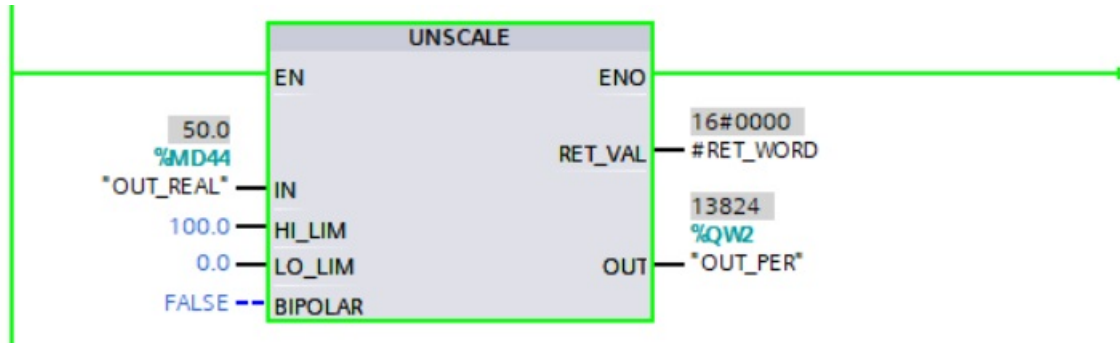 UNSCALE
EN
ENO
50.0
%MD44
"OUT_REAL"
IN
100.0
HI_LIM
0.0
LO_LIM
FALSE
BIPOLAR
RET_VAL
16#0000
#RET_WORD
13824
%QW2
OUT
"OUT_PER"